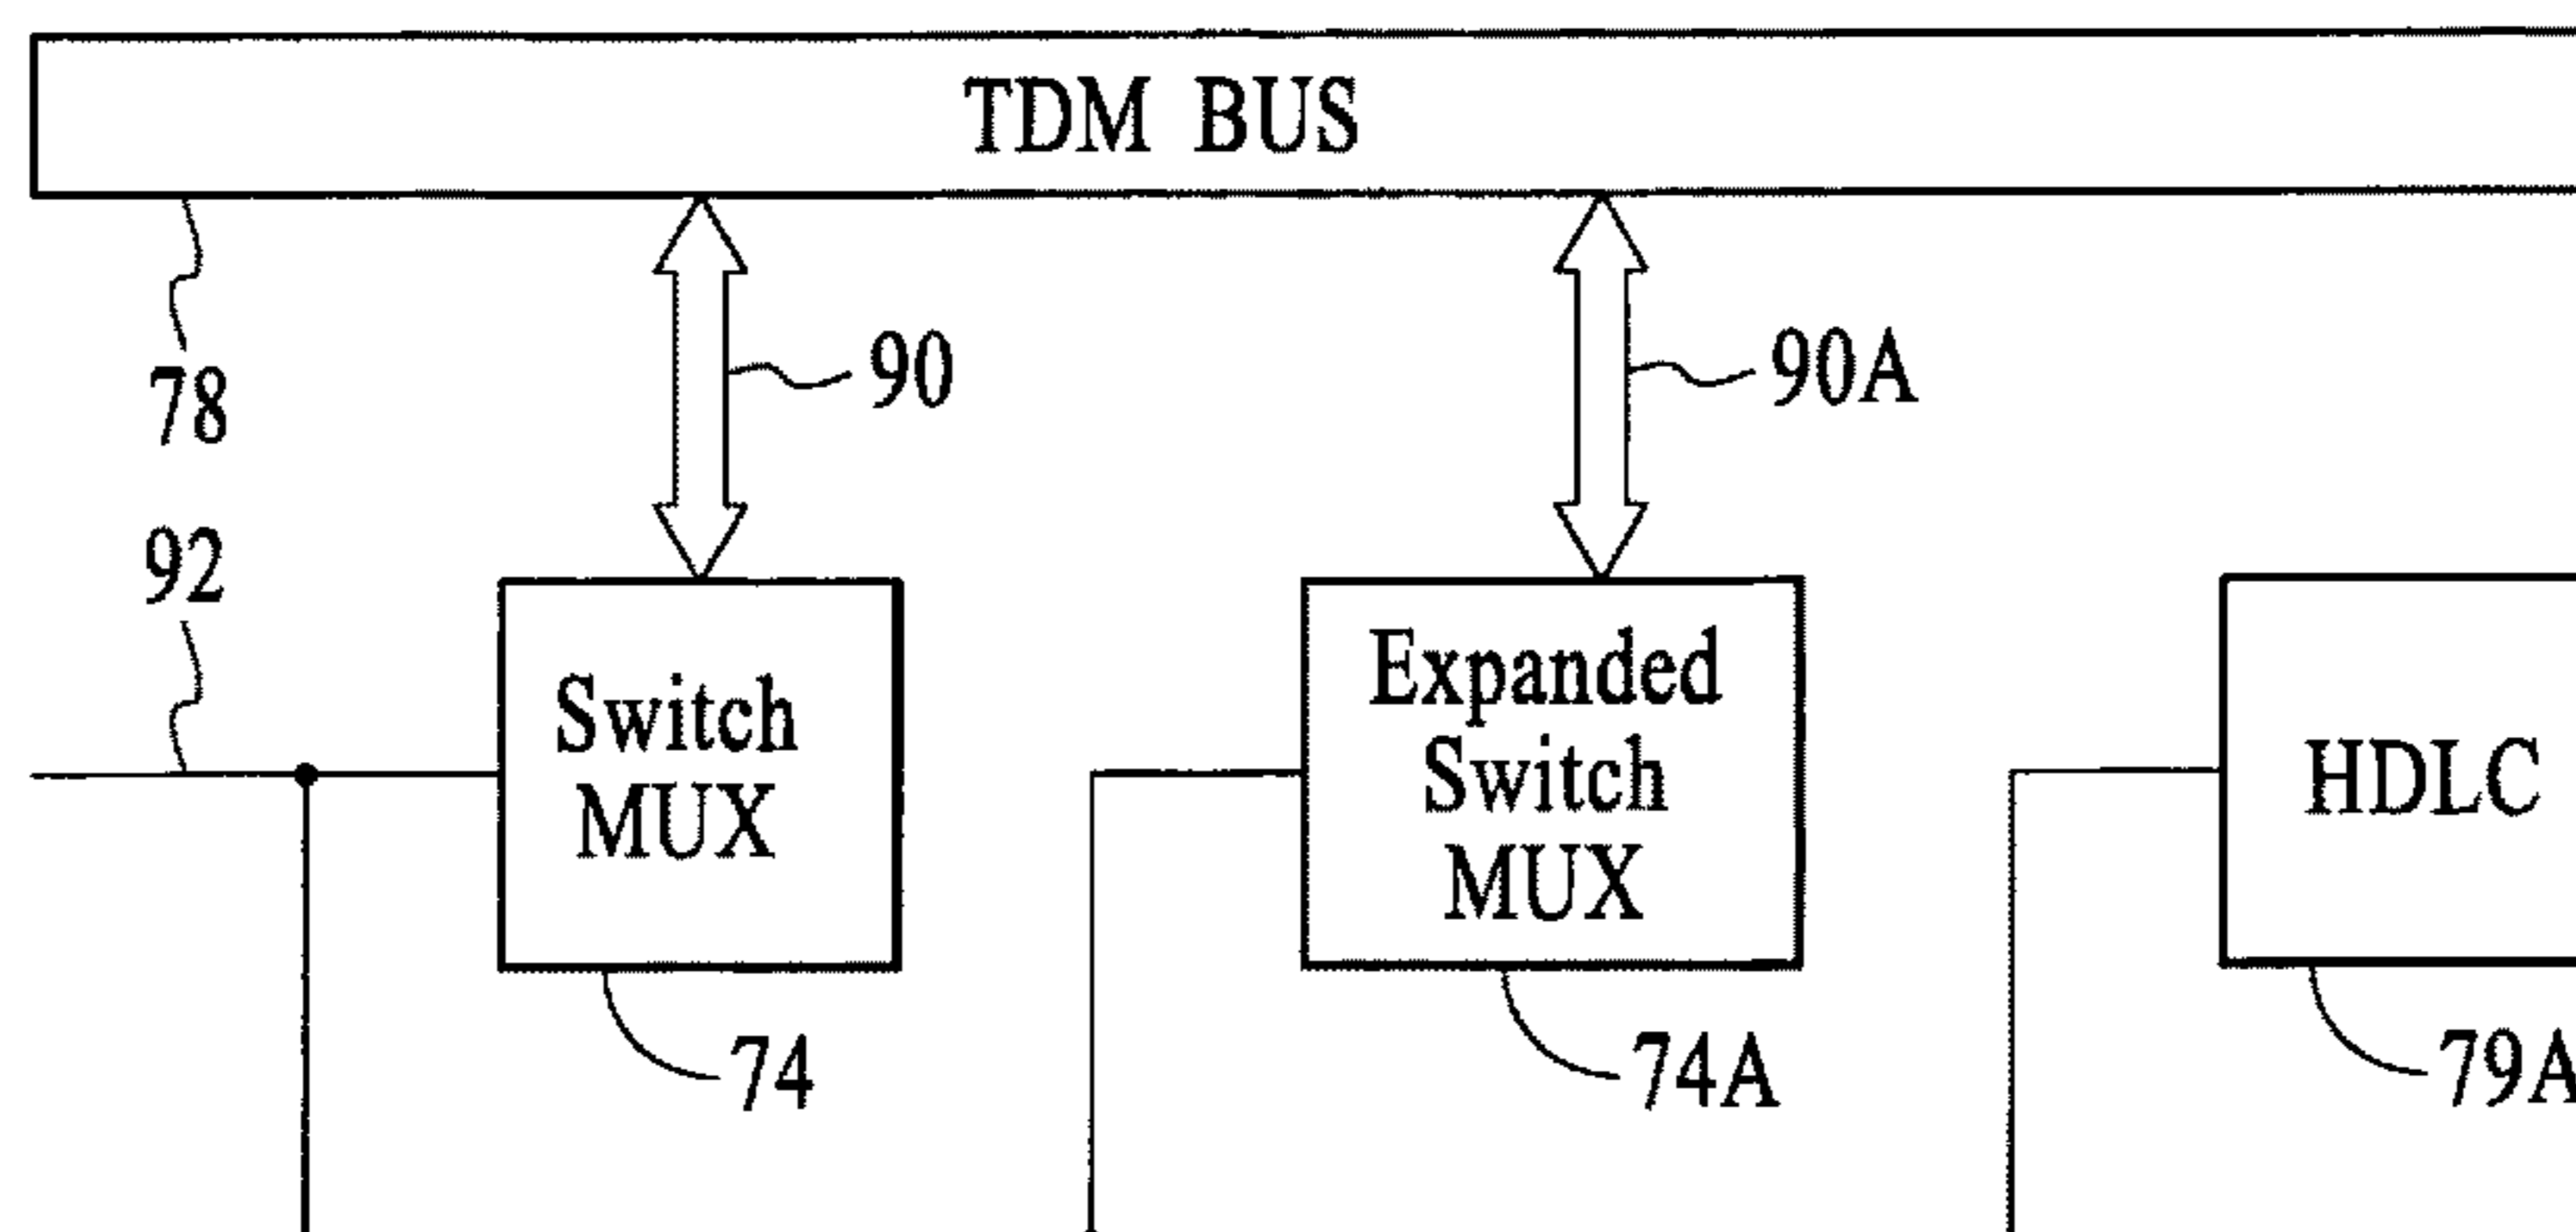 TDM BUS
78
90
90A
92
Switch
MUX
Expanded
Switch
MUX
HDLC
74
74A
79A